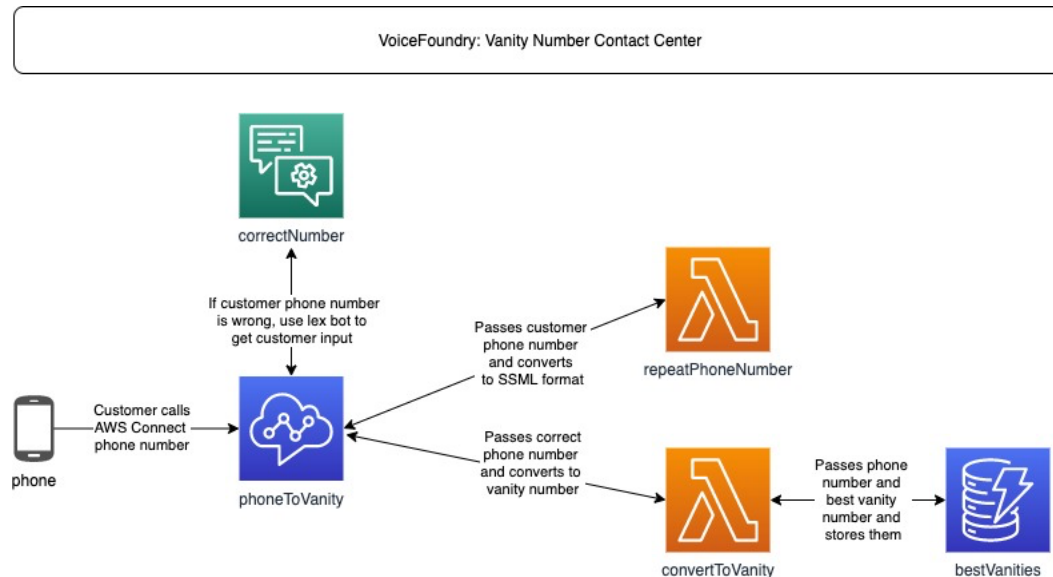 VoiceFoundry: Vanity Number Contact Center
correctNumber
If customer phone number
is wrong, use lex bot to
get customer input
Passes customer
phone number
and converts
to SSML format
repeatPhoneNumber
Customer calls
AWS Connect
phone number
phone
phoneToVanity
Passes correct
phone number
and converts to
vanity number
convertToVanity
Passes phone
number and
best vanity
number and
stores them
bestVanities